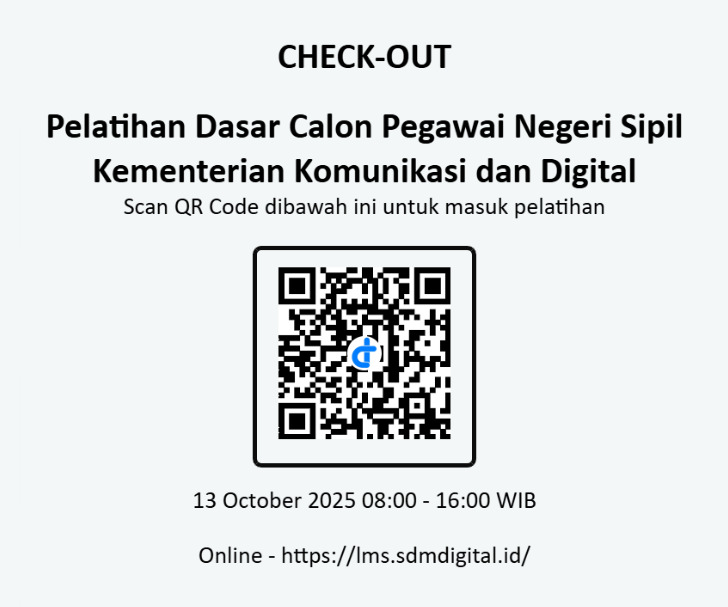 CHECK-OUT
Pelatihan Dasar Calon Pegawai Negeri Sipil
Kementerian Komunikasi dan Digital
Scan QR Code dibawah ini untuk masuk pelatihan
13 October 2025 08:00 - 16:00 WIB
Online - https://lms.sdmdigital.id/